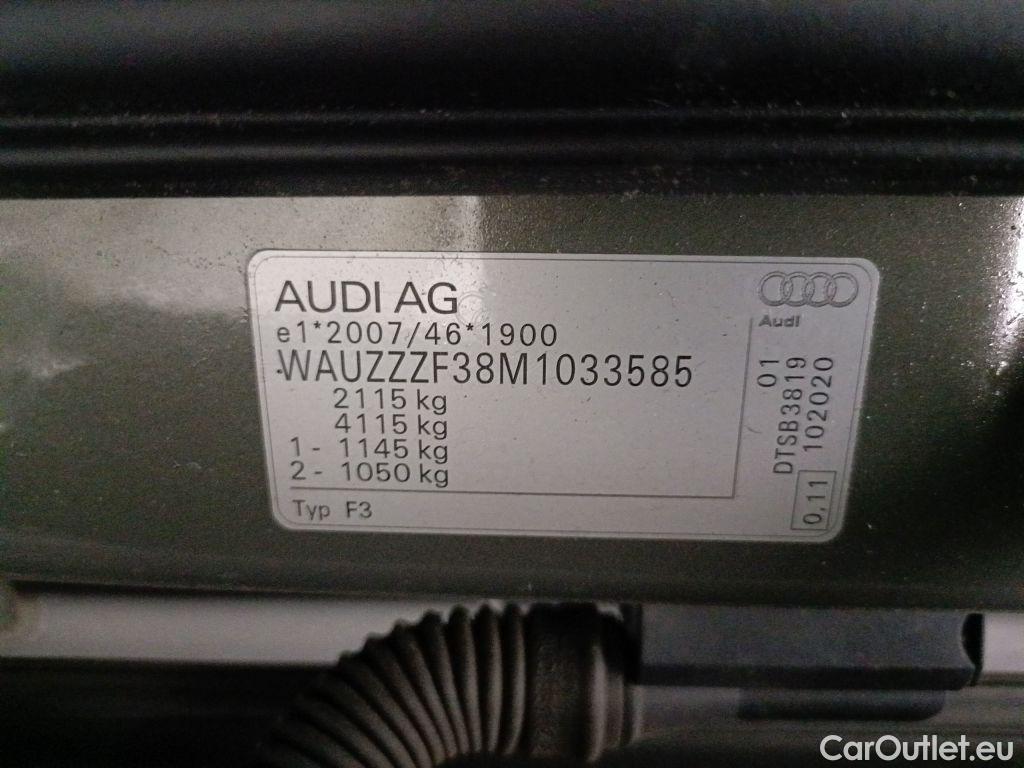 AUDI AG
e1*2007/46*1900
WAUZZZF38M1033585
2115 kg
4115 kg
1 - 1145 kg
2 - 1050 kg
Typ F3
Audi
01
DTSB3819
102020
0,11
CarOutlet.eu